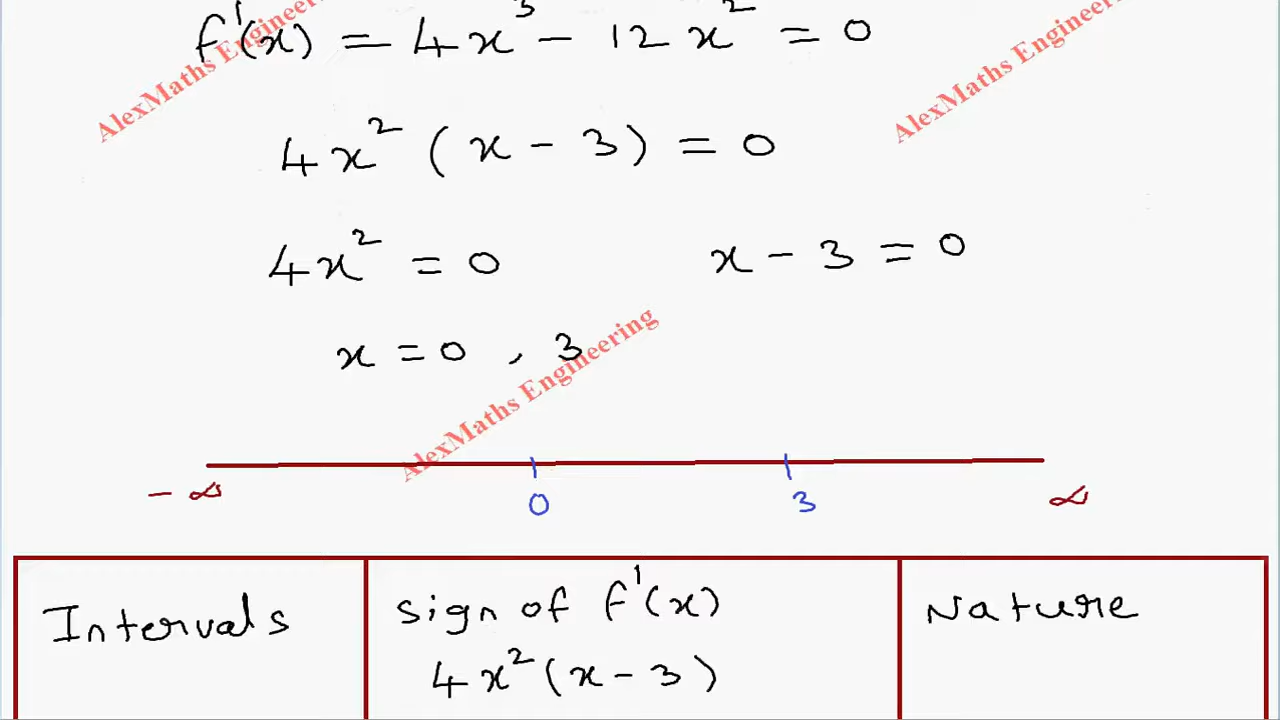 f'(x) = 4x³ - 12x² = 0
AlexMaths Engineering
AlexMaths Engineering
4x² (x - 3) = 0
4x² = 0 x - 3 = 0
x = 0 , 3
AlexMaths Engineering
- ∞ 0 3 ∞
Intervals
sign of f'(x)
4x² (x - 3)
Nature